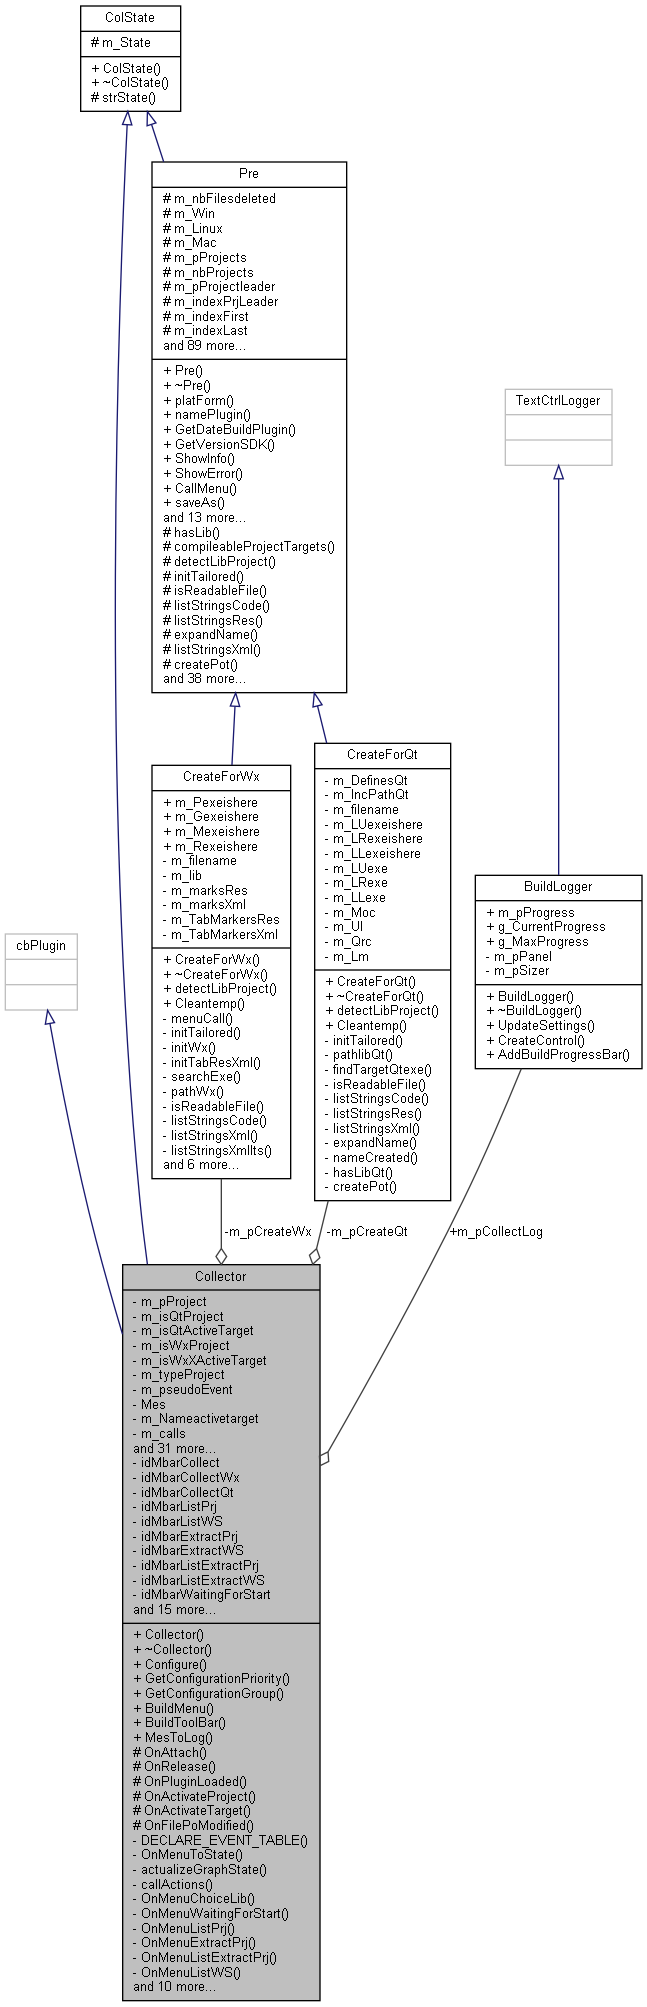 ColState
# m_State
+ ColState()
+ ~ColState()
# strState()
Pre
# m_nbFilesdeleted
# m_Win
# m_Linux
# m_Mac
# m_pProjects
# m_nbProjects
# m_pProjectleader
# m_indexPrjLeader
# m_indexFirst
# m_indexLast
and 89 more...
+ Pre()
+ ~Pre()
+ platForm()
+ namePlugin()
+ GetDateBuildPlugin()
+ GetVersionSDK()
+ ShowInfo()
+ ShowError()
+ CallMenu()
+ saveAs()
and 13 more...
# hasLib()
# compileableProjectTargets()
# detectLibProject()
# initTailored()
# isReadableFile()
# listStringsCode()
# listStringsRes()
# expandName()
# listStringsXml()
# createPot()
and 38 more...
TextCtrlLogger
CreateForWx
+ m_Pexeishere
+ m_Gexeishere
+ m_Mexeishere
+ m_Rexeishere
- m_filename
- m_lib
- m_marksRes
- m_marksXml
- m_TabMarkersRes
- m_TabMarkersXml
+ CreateForWx()
+ ~CreateForWx()
+ detectLibProject()
+ Cleantemp()
- menuCall()
- initTailored()
- initWx()
- initTabResXml()
- searchExe()
- pathWx()
- isReadableFile()
- listStringsCode()
- listStringsXml()
- listStringsXmlIts()
and 6 more...
CreateForQt
- m_DefinesQt
- m_IncPathQt
- m_filename
- m_LUexeishere
- m_LRexeishere
- m_LLexeishere
- m_LUexe
- m_LRexe
- m_LLexe
- m_Moc
- m_UI
- m_Qrc
- m_Lm
+ CreateForQt()
+ ~CreateForQt()
+ detectLibProject()
+ Cleantemp()
- initTailored()
- pathlibQt()
- findTargetQtexe()
- isReadableFile()
- listStringsCode()
- listStringsRes()
- listStringsXml()
- expandName()
- nameCreated()
- hasLibQt()
- createPot()
BuildLogger
+ m_pProgress
+ g_CurrentProgress
+ g_MaxProgress
- m_pPanel
- m_pSizer
+ BuildLogger()
+ ~BuildLogger()
+ UpdateSettings()
+ CreateControl()
+ AddBuildProgressBar()
cbPlugin
-m_pCreateWx
-m_pCreateQt
+m_pCollectLog
Collector
- m_pProject
- m_isQtProject
- m_isQtActiveTarget
- m_isWxProject
- m_isWxXActiveTarget
- m_typeProject
- m_pseudoEvent
- Mes
- m_Nameactivetarget
- m_calls
and 31 more...
- idMbarCollect
- idMbarCollectWx
- idMbarCollectQt
- idMbarListPrj
- idMbarListWS
- idMbarExtractPrj
- idMbarExtractWS
- idMbarListExtractPrj
- idMbarListExtractWS
- idMbarWaitingForStart
and 15 more...
+ Collector()
+ ~Collector()
+ Configure()
+ GetConfigurationPriority()
+ GetConfigurationGroup()
+ BuildMenu()
+ BuildToolBar()
+ MesToLog()
# OnAttach()
# OnRelease()
# OnPluginLoaded()
# OnActivateProject()
# OnActivateTarget()
# OnFilePoModified()
- DECLARE_EVENT_TABLE()
- OnMenuToState()
- actualizeGraphState()
- callActions()
- OnMenuChoiceLib()
- OnMenuWaitingForStart()
- OnMenuListPrj()
- OnMenuExtractPrj()
- OnMenuListExtractPrj()
- OnMenuListWS()
and 10 more...